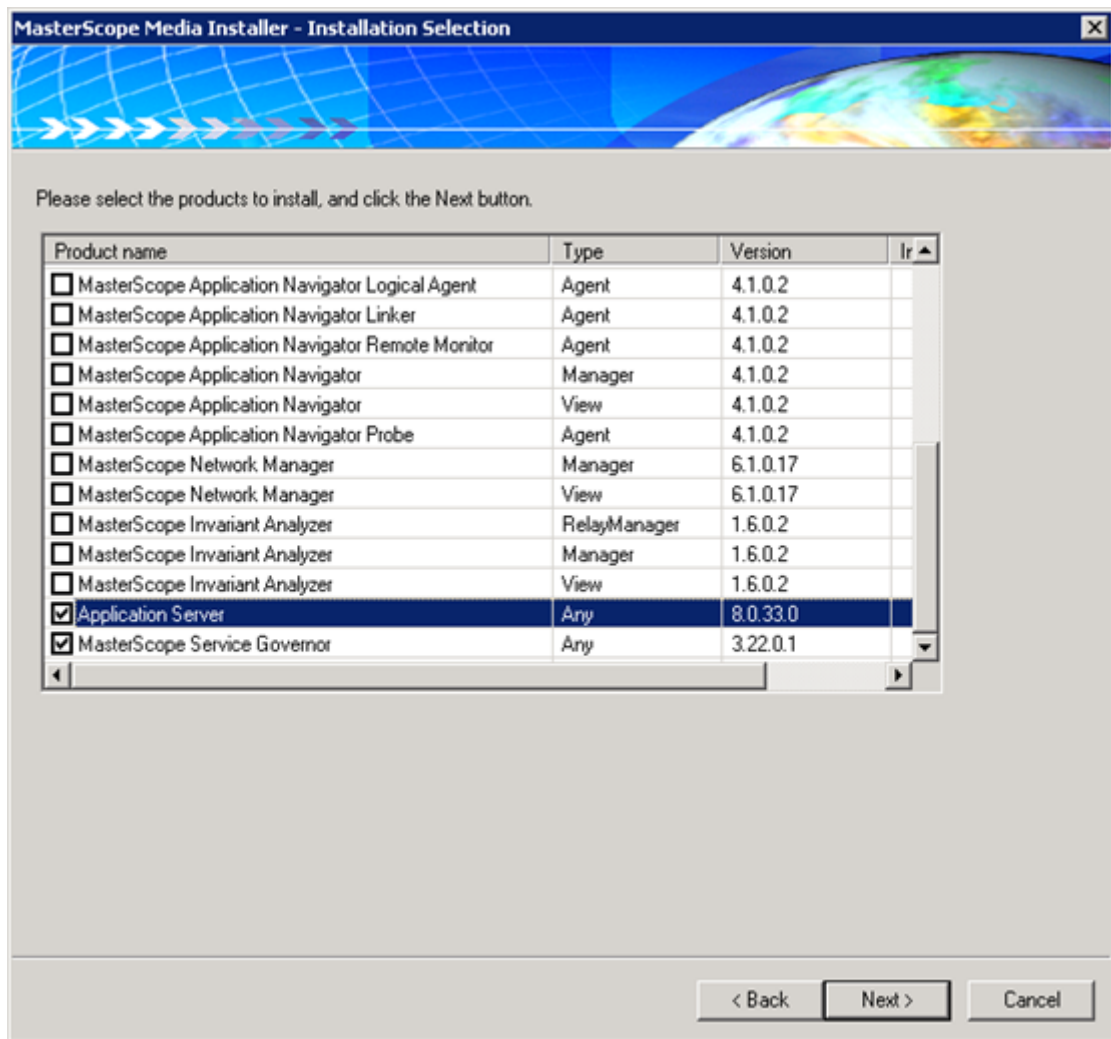 MasterScope Media Installer - Installation Selection
Please select the products to install, and click the Next button.
Product name Type Version
MasterScope Application Navigator Logical Agent Agent 4.1.0.2
MasterScope Application Navigator Linker Agent 4.1.0.2
MasterScope Application Navigator Remote Monitor Agent 4.1.0.2
MasterScope Application Navigator Manager 4.1.0.2
MasterScope Application Navigator View 4.1.0.2
MasterScope Application Navigator Probe Agent 4.1.0.2
MasterScope Network Manager Manager 6.1.0.17
MasterScope Network Manager View 6.1.0.17
MasterScope Invariant Analyzer RelayManager 1.6.0.2
MasterScope Invariant Analyzer Manager 1.6.0.2
MasterScope Invariant Analyzer View 1.6.0.2
Application Server Any 8.0.33.0
MasterScope Service Governor Any 3.22.0.1
< Back Next > Cancel